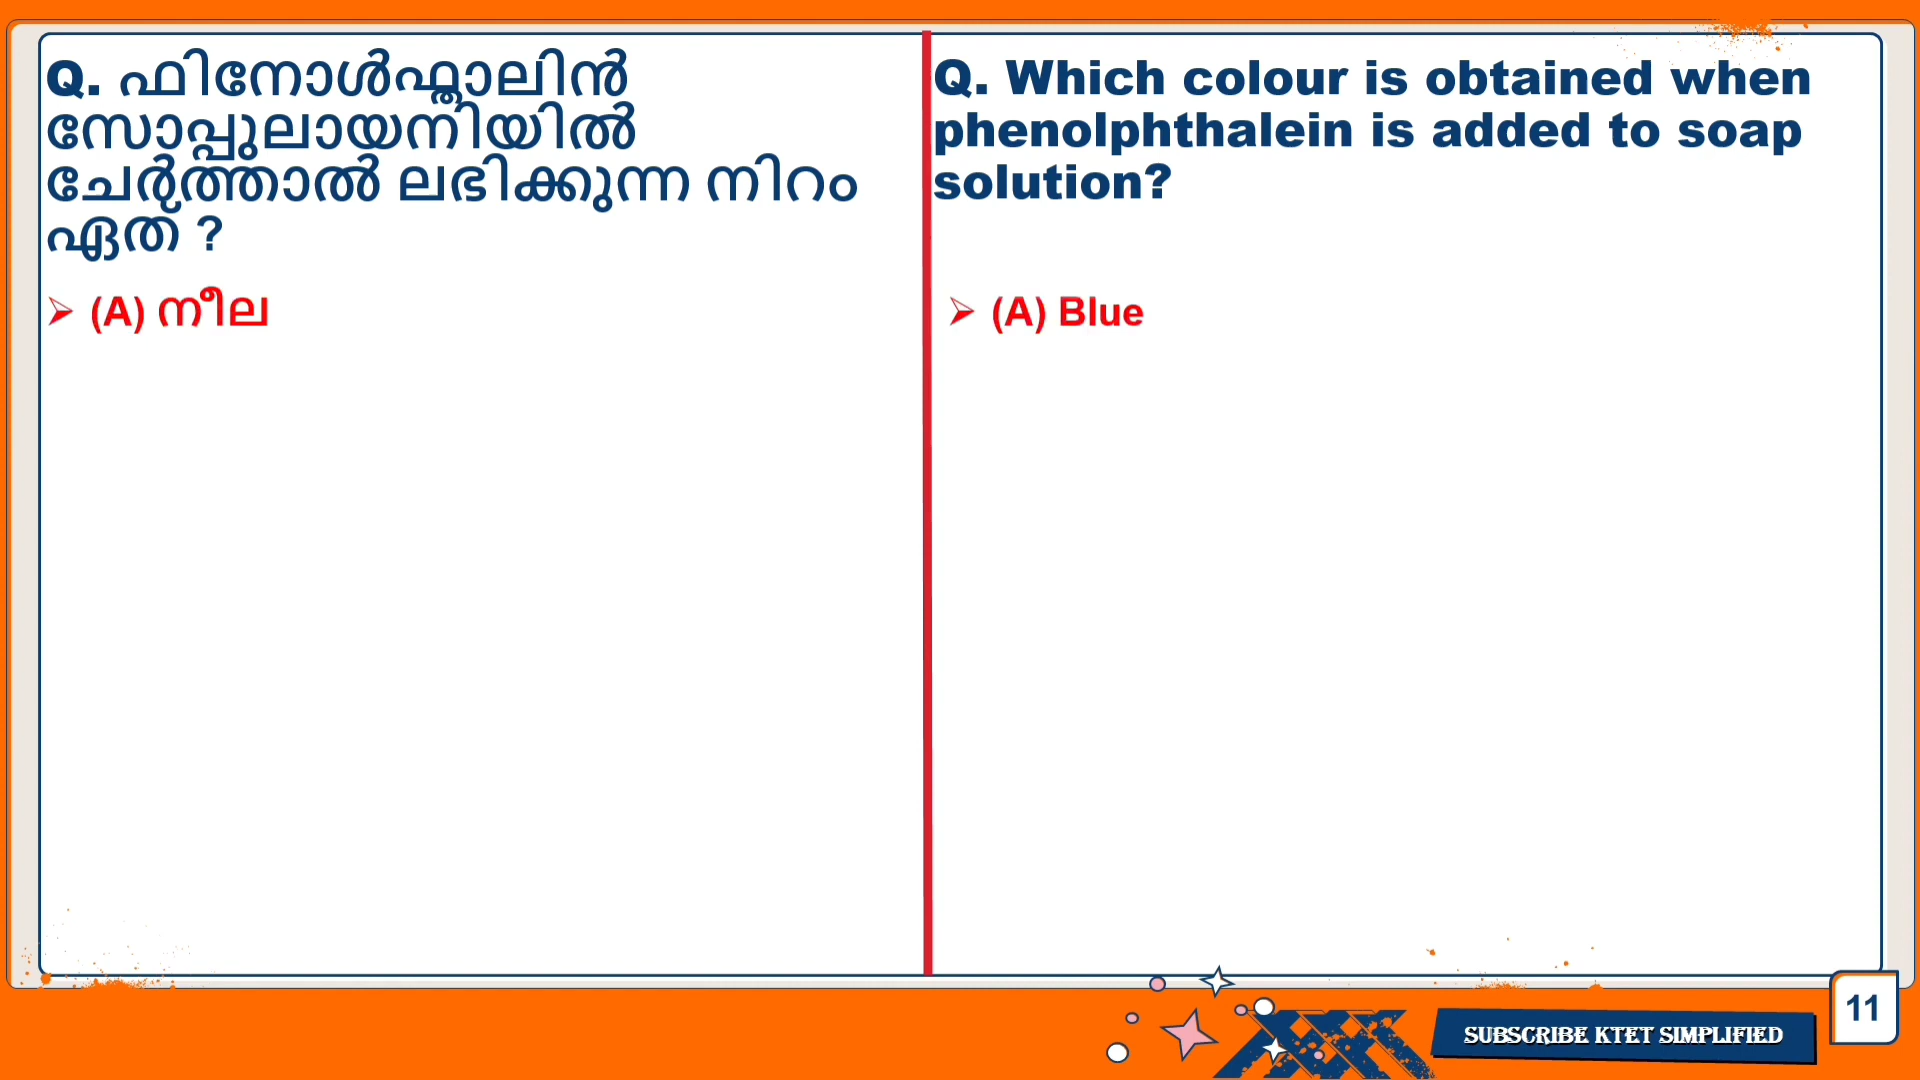 Q. ഫിനോൾഫ്തലിൻ
സോപ്പുലായനിയിൽ
ചേർത്താൽ ലഭിക്കുന്ന നിറം
ഏത് ?
(A) നീല
Q. Which colour is obtained when
phenolphthalein is added to soap
solution?
(A) Blue
SUBSCRIBE KTET SIMPLIFIED
11